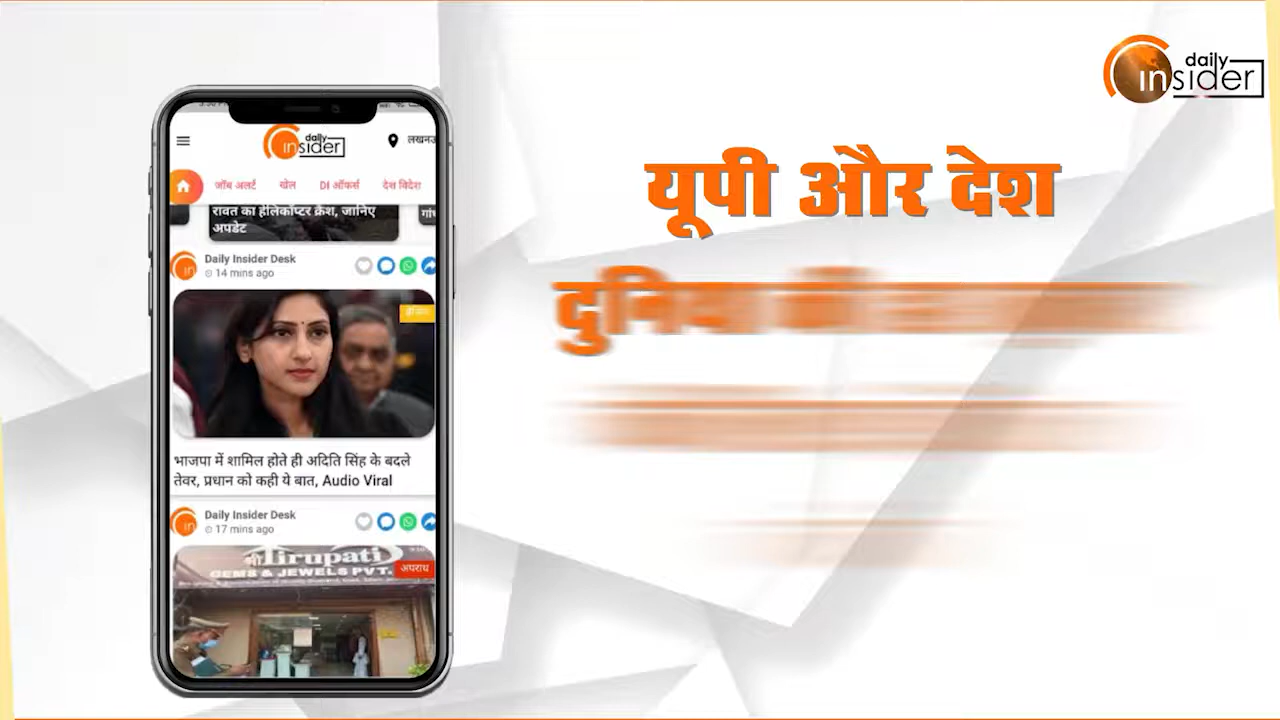 daily
insider
daily
insider
लखनऊ
जॉब अलर्ट खेल DI ऑफर्स देश विदेश
रावत का हेलिकॉप्टर क्रैश, जानिए
अपडेट
Daily Insider Desk
14 mins ago
भाजपा में शामिल होते ही अदिति सिंह के बदले
तेवर, प्रधान को कही ये बात, Audio Viral
Daily Insider Desk
17 mins ago
Tirupati
GEMS & JEWELS PVT.
अपराध
यूपी और देश
दुनिया की